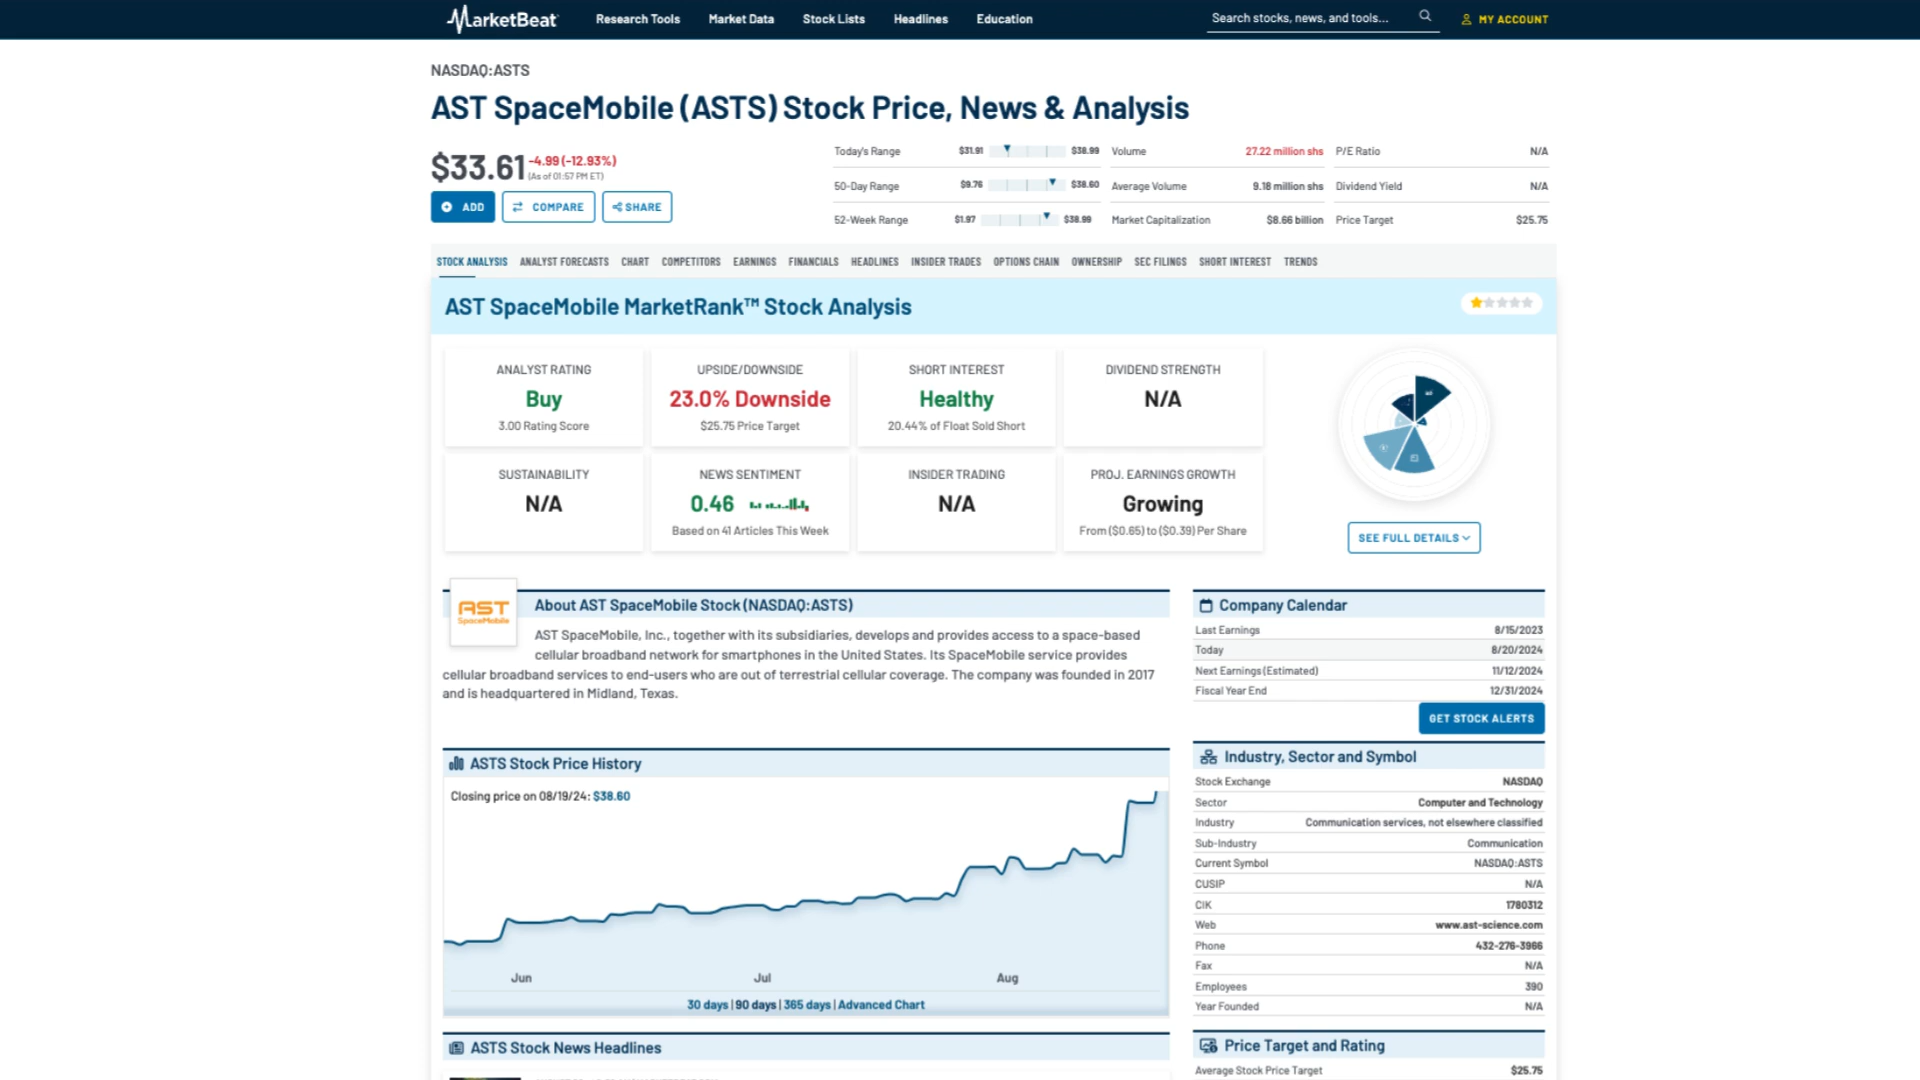 MarketBeat
Research Tools
Market Data
Stock Lists
Headlines
Education
Search stocks, news, and tools...
MY ACCOUNT
NASDAQ:ASTS
AST SpaceMobile (ASTS) Stock Price, News & Analysis
$33.61 -4.99 (-12.93%)
(As of 01:57 PM ET)
ADD
COMPARE
SHARE
Today's Range $31.91 $38.99
50-Day Range $9.76 $38.60
52-Week Range $1.97 $38.99
Volume 27.22 million shs
Average Volume 9.18 million shs
Market Capitalization $8.66 billion
P/E Ratio N/A
Dividend Yield N/A
Price Target $25.75
STOCK ANALYSIS ANALYST FORECASTS CHART COMPETITORS EARNINGS FINANCIALS HEADLINES INSIDER TRADES OPTIONS CHAIN OWNERSHIP SEC FILINGS SHORT INTEREST TRENDS
AST SpaceMobile MarketRank™ Stock Analysis
ANALYST RATING
Buy
3.00 Rating Score
UPSIDE/DOWNSIDE
23.0% Downside
$25.75 Price Target
SHORT INTEREST
Healthy
20.44% of Float Sold Short
DIVIDEND STRENGTH
N/A
SUSTAINABILITY
N/A
NEWS SENTIMENT
0.46
Based on 41 Articles This Week
INSIDER TRADING
N/A
PROJ. EARNINGS GROWTH
Growing
From ($0.65) to ($0.39) Per Share
SEE FULL DETAILS
AST
SpaceMobile
About AST SpaceMobile Stock (NASDAQ:ASTS)
AST SpaceMobile, Inc., together with its subsidiaries, develops and provides access to a space-based
cellular broadband network for smartphones in the United States. Its SpaceMobile service provides
cellular broadband services to end-users who are out of terrestrial cellular coverage. The company was founded in 2017
and is headquartered in Midland, Texas.
ASTS Stock Price History
Closing price on 08/19/24: $38.60
Jun Jul Aug
30 days | 90 days | 365 days | Advanced Chart
ASTS Stock News Headlines
Company Calendar
Last Earnings 8/15/2023
Today 8/20/2024
Next Earnings (Estimated) 11/12/2024
Fiscal Year End 12/31/2024
GET STOCK ALERTS
Industry, Sector and Symbol
Stock Exchange NASDAQ
Sector Computer and Technology
Industry Communication services, not elsewhere classified
Sub-Industry Communication
Current Symbol NASDAQ:ASTS
CUSIP N/A
CIK 1780312
Web www.ast-science.com
Phone 432-276-3966
Fax N/A
Employees 390
Year Founded N/A
Price Target and Rating
Average Stock Price Target $25.75